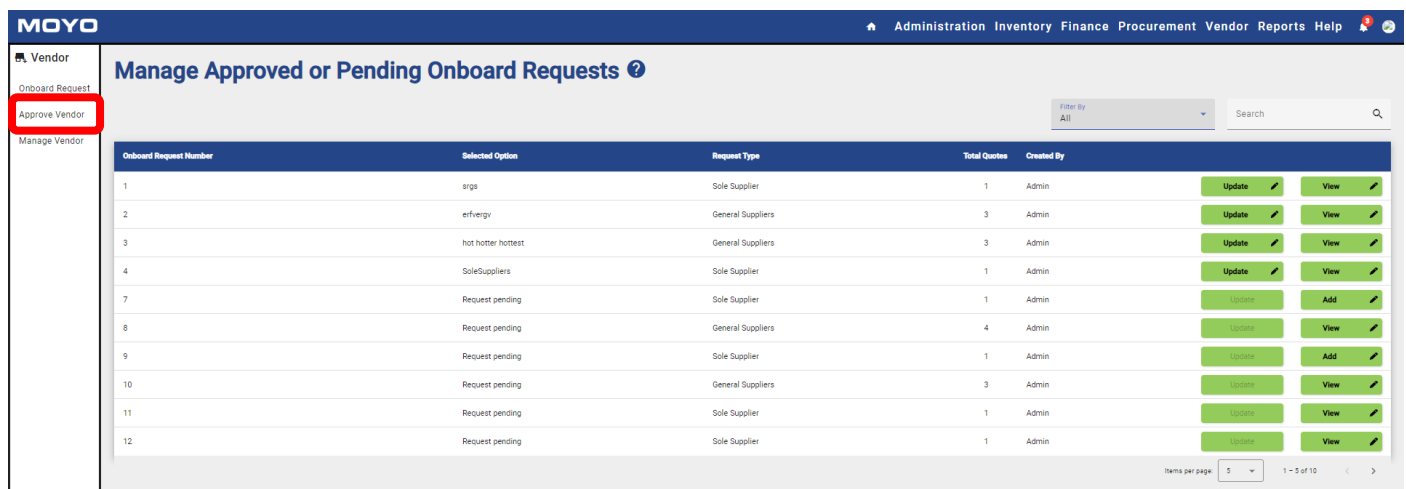 MOYO
Administration Inventory Finance Procurement Vendor Reports Help 3
Vendor
Onboard Request
Approve Vendor
Manage Vendor
Manage Approved or Pending Onboard Requests ?
Filter By
All
Search
Onboard Request Number Selected Option Request Type Total Quotes Created By
1 srgs Sole Supplier 1 Admin Update View
2 erfvergv General Suppliers 3 Admin Update View
3 hot hotter hottest General Suppliers 3 Admin Update View
4 SoleSuppliers Sole Supplier 1 Admin Update View
7 Request pending Sole Supplier 1 Admin Update Add
8 Request pending General Suppliers 4 Admin Update View
9 Request pending Sole Supplier 1 Admin Update Add
10 Request pending General Suppliers 3 Admin Update View
11 Request pending Sole Supplier 1 Admin Update View
12 Request pending Sole Supplier 1 Admin Update View
Items per page: 5 1 – 5 of 10